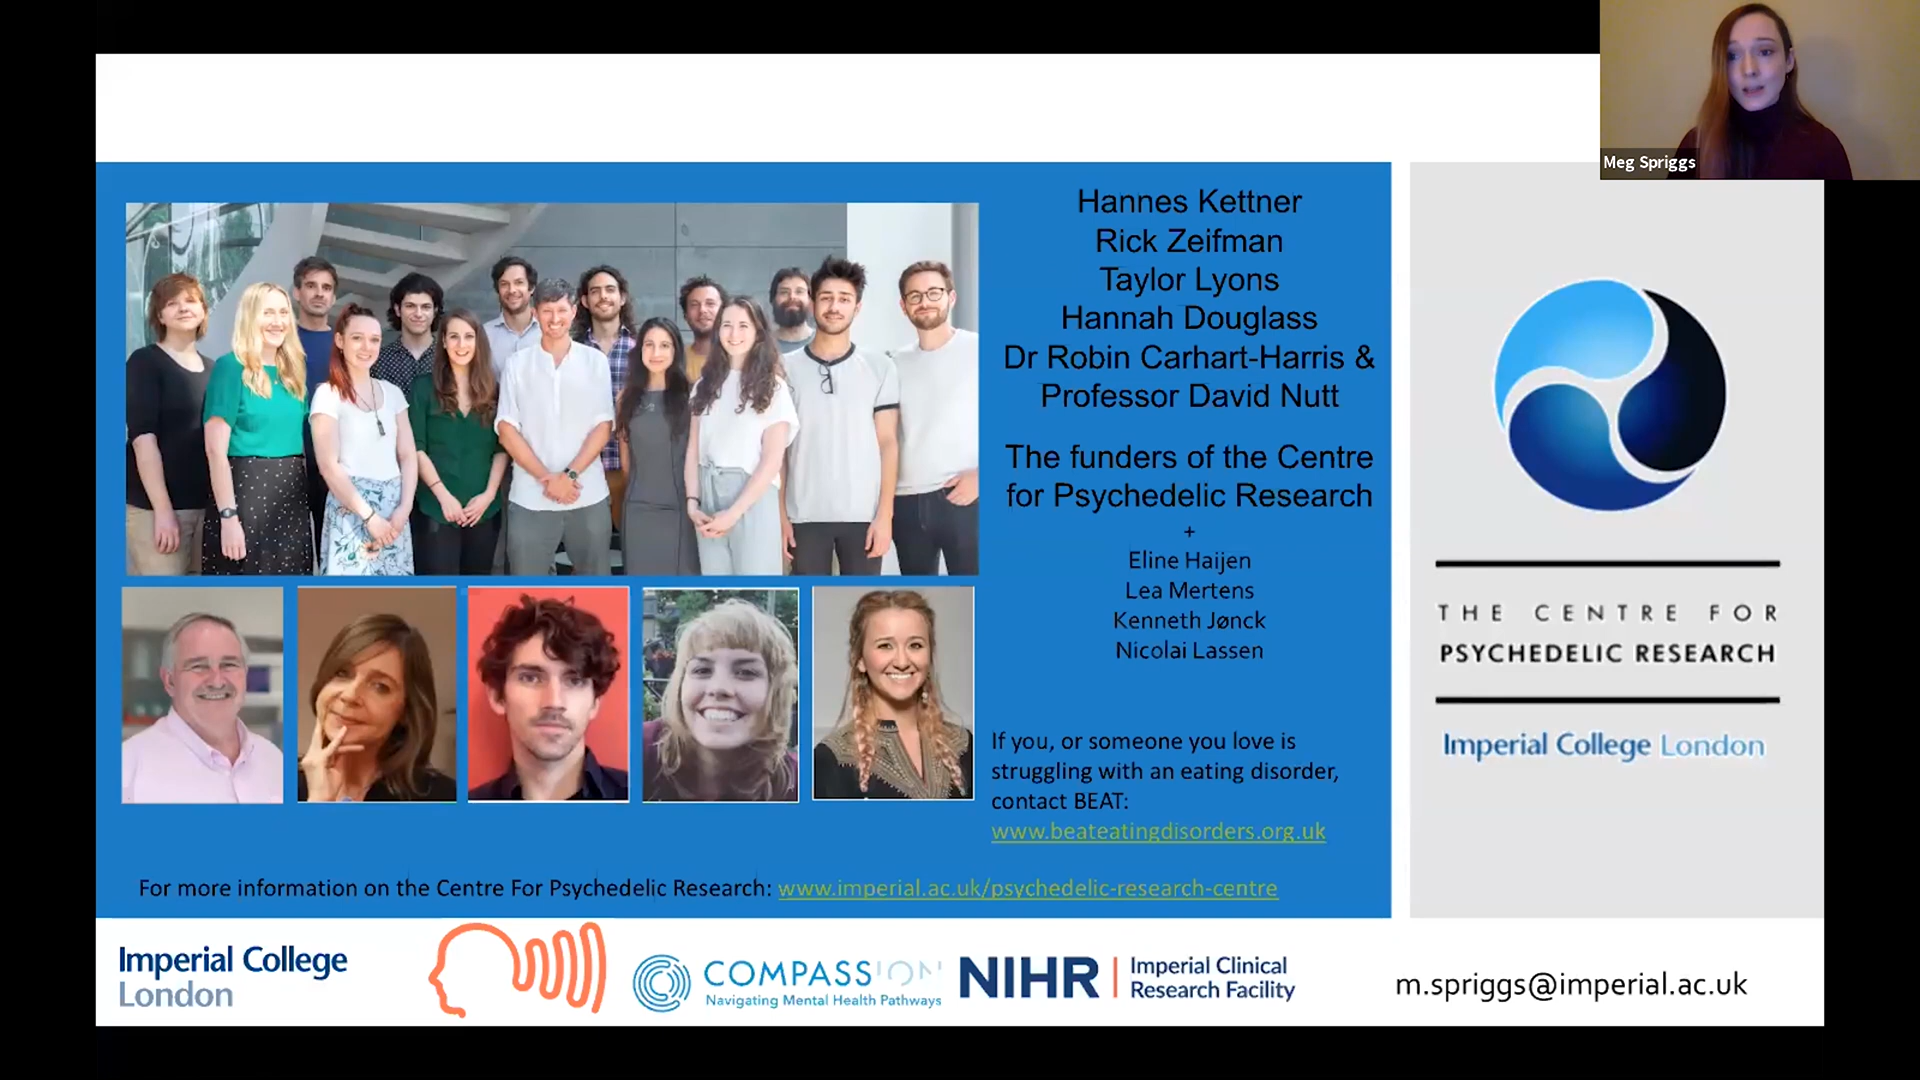 Meg Spriggs
Hannes Kettner
Rick Zeifman
Taylor Lyons
Hannah Douglass
Dr Robin Carhart-Harris &
Professor David Nutt
The funders of the Centre
for Psychedelic Research
+
Eline Haijen
Lea Mertens
Kenneth Jønck
Nicolai Lassen
If you, or someone you love is
struggling with an eating disorder,
contact BEAT:
www.beateatingdisorders.org.uk
For more information on the Centre For Psychedelic Research: www.imperial.ac.uk/psychedelic-research-centre
THE CENTRE FOR
PSYCHEDELIC RESEARCH
Imperial College London
Imperial College
London
COMPASSION
Navigating Mental Health Pathways
NIHR | Imperial Clinical
Research Facility
m.spriggs@imperial.ac.uk